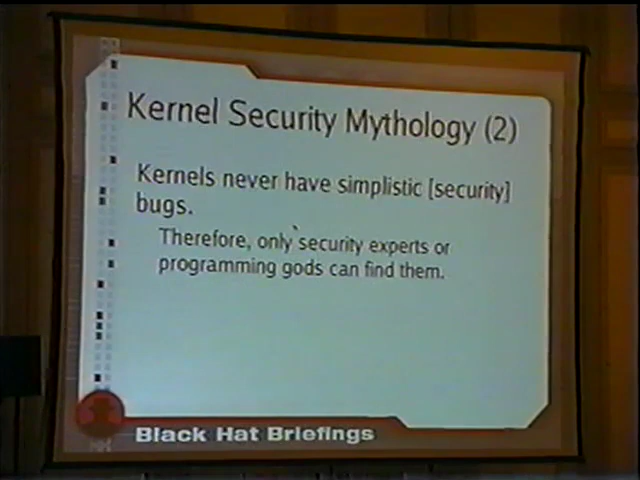 Kernel Security Mythology (2)
Kernels never have simplistic [security]
bugs.
Therefore, only security experts or
programming gods can find them.
Black Hat Briefings